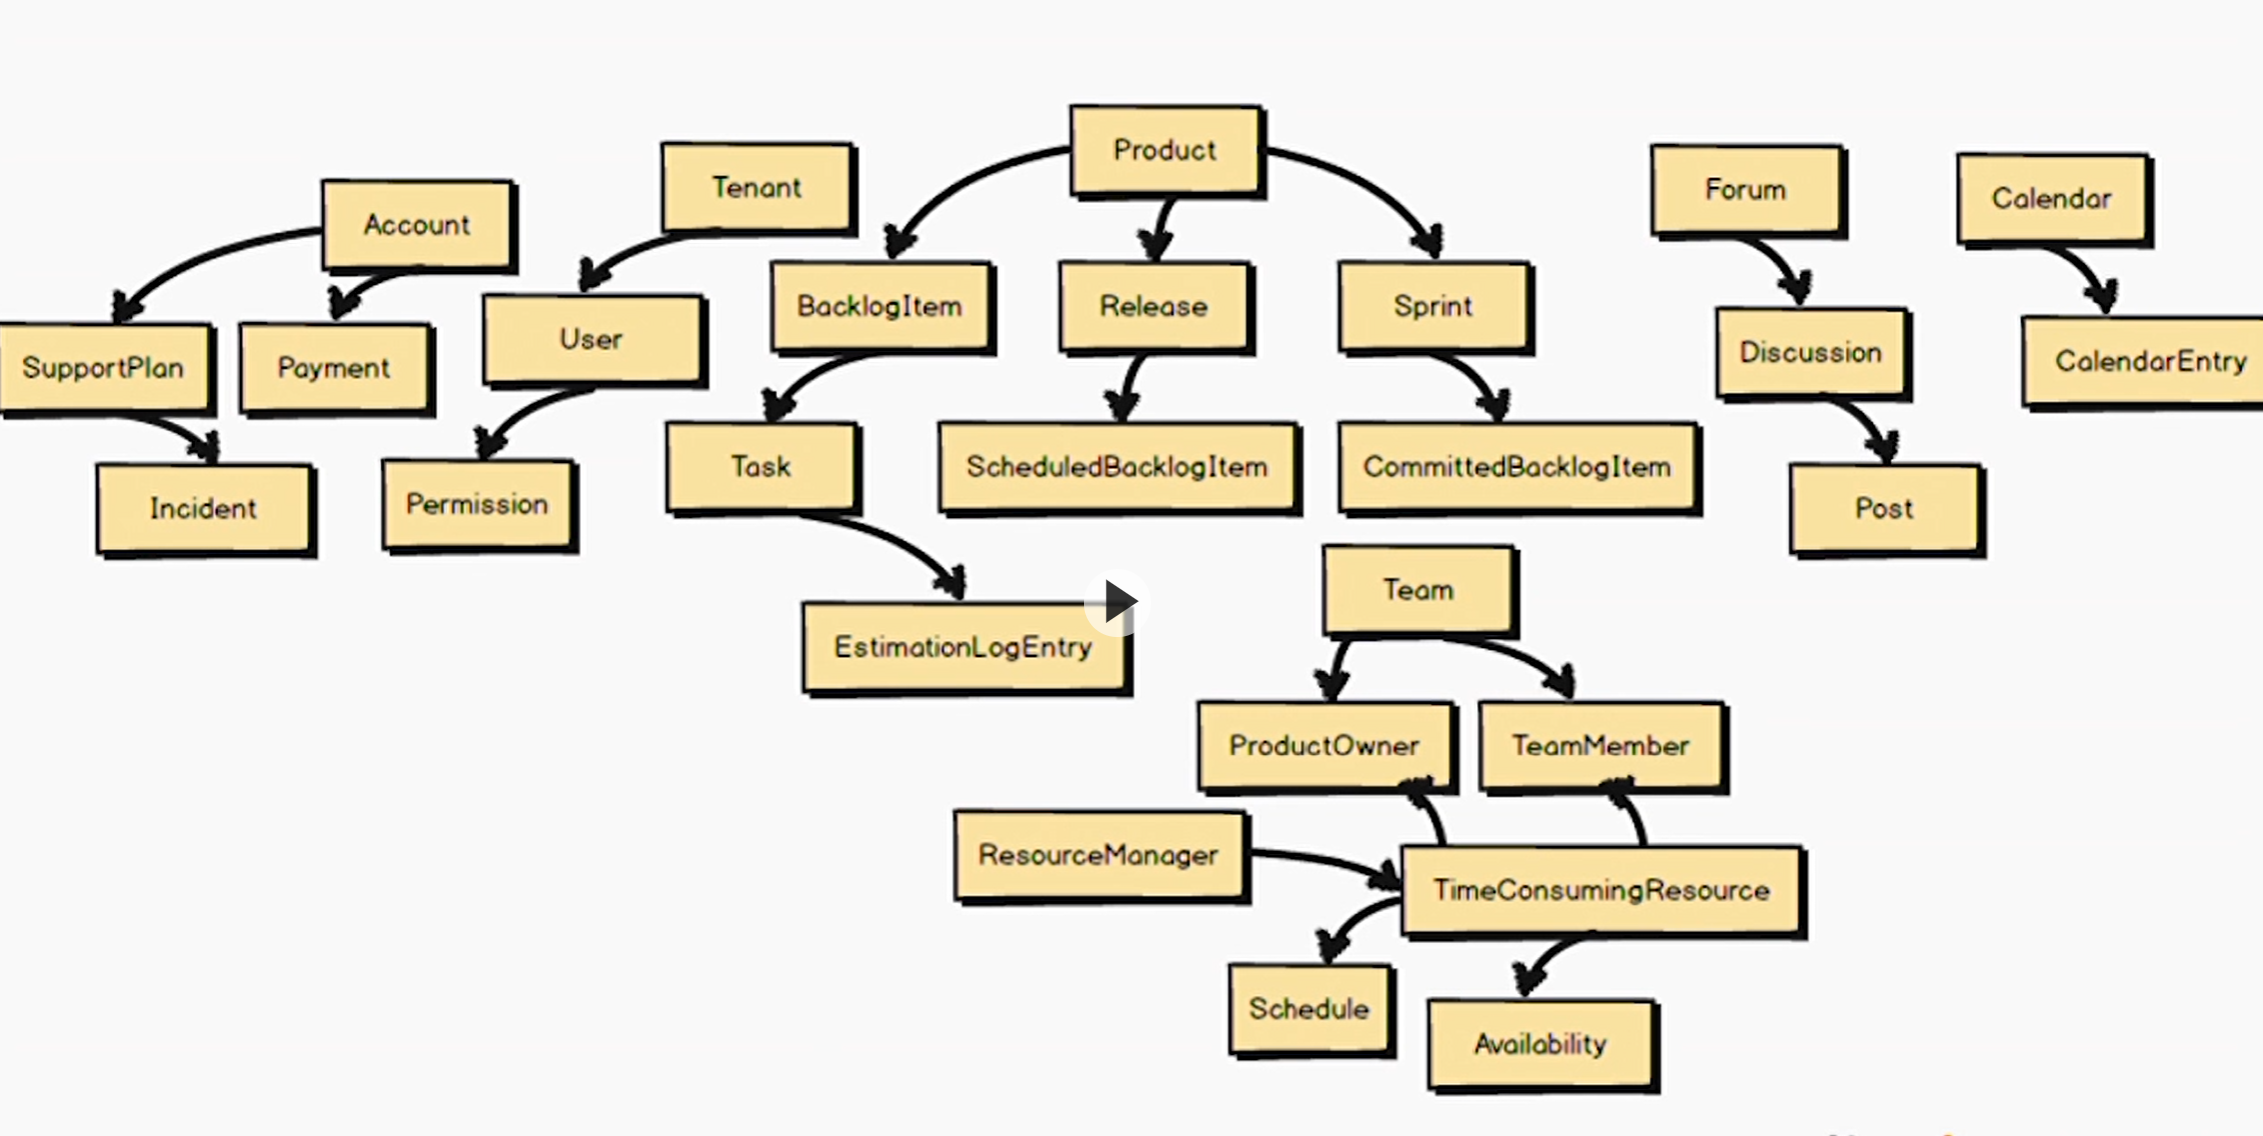 Product
Tenant
Forum
Calendar
Account
BacklogItem
Release
Sprint
User
Discussion
CalendarEntry
SupportPlan
Payment
Task
ScheduledBacklogItem
CommittedBacklogItem
Incident
Permission
Post
Team
EstimationLogEntry
ProductOwner
TeamMember
ResourceManager
TimeConsumingResource
Schedule
Availability